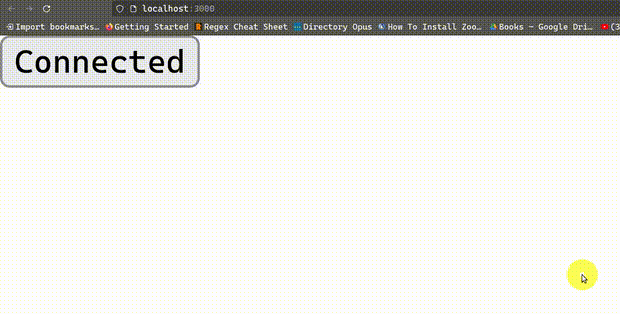 localhost:3000
Import bookmarks… Getting Started Regex Cheat Sheet Directory Opus How To Install Zoo… Books – Google Dri… (3
Connected